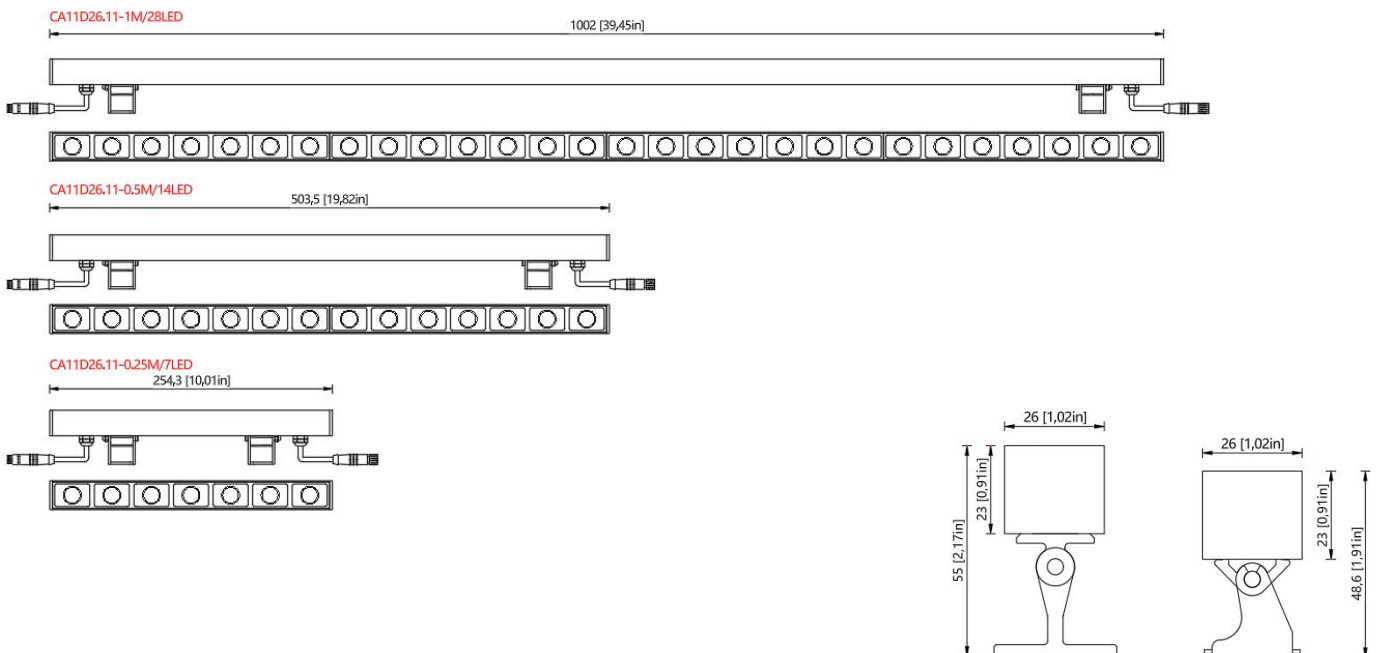 CA11D26.11-1M/28LED
1002 [39,45in]
CA11D26.11-0.5M/14LED
503,5 [19,82in]
CA11D26.11-0.25M/7LED
254,3 [10,01in]
26 [1,02in]
23 [0,91in]
55 [2,17in]
26 [1,02in]
23 [0,91in]
48,6 [1,91in]